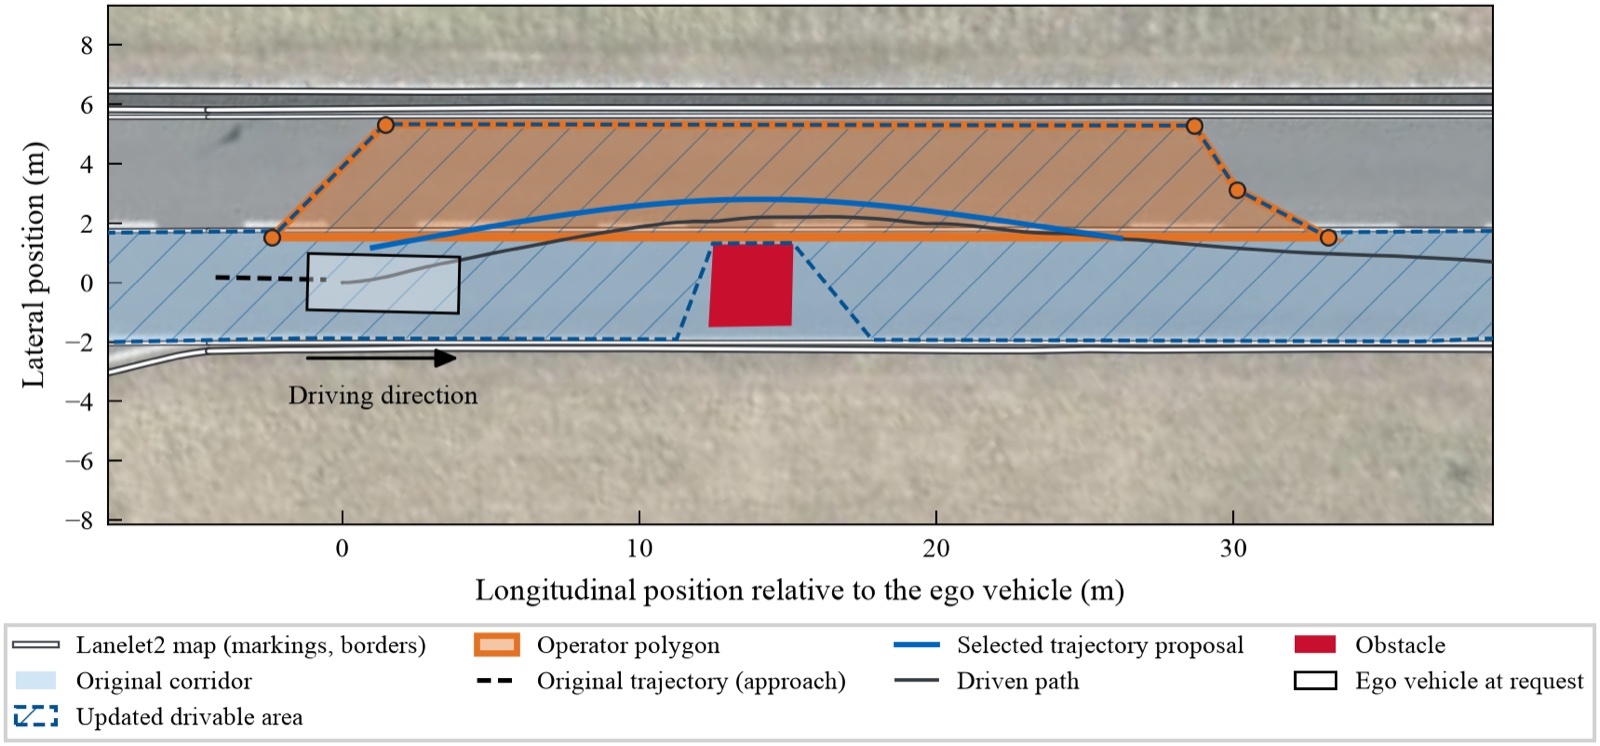 Lateral position (m)
8
6
4
2
0
−2
−4
−6
−8
Driving direction
0 10 20 30
Longitudinal position relative to the ego vehicle (m)
Lanelet2 map (markings, borders) Operator polygon Selected trajectory proposal Obstacle
Original corridor Original trajectory (approach) Driven path Ego vehicle at request
Updated drivable area